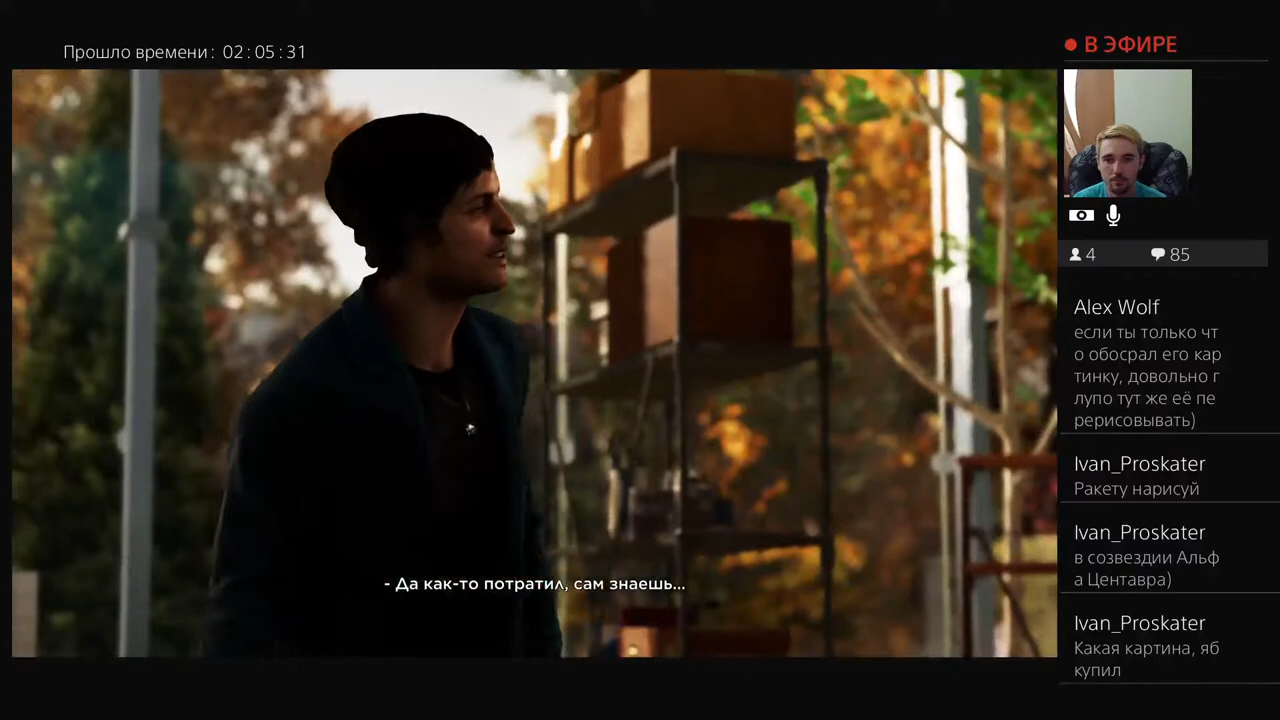 Прошло времени: 02:05:31
В ЭФИРЕ
4
85
Alex Wolf
если ты только чт
о обосрал его кар
тинку, довольно г
лупо тут же её пе
рерисовывать)
Ivan_Proskater
Ракету нарисуй
Ivan_Proskater
в созвездии Альф
а Центавра)
Ivan_Proskater
Какая картина, яб
купил
- Да как-то потратил, сам знаешь...